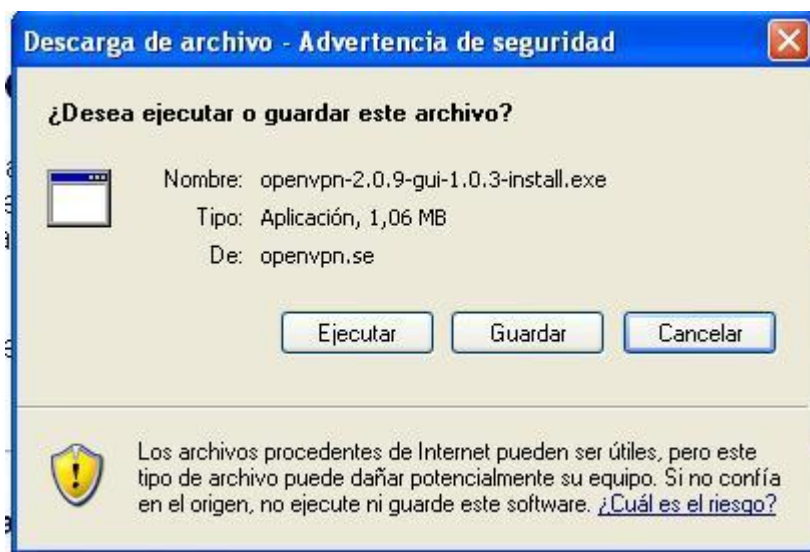 Descarga de archivo - Advertencia de seguridad
¿Desea ejecutar o guardar este archivo?
Nombre: openvpn-2.0.9-gui-1.0.3-install.exe
Tipo: Aplicación, 1,06 MB
De: openvpn.se
Ejecutar Guardar Cancelar
Los archivos procedentes de Internet pueden ser útiles, pero este
tipo de archivo puede dañar potencialmente su equipo. Si no confía
en el origen, no ejecute ni guarde este software. ¿Cuál es el riesgo?